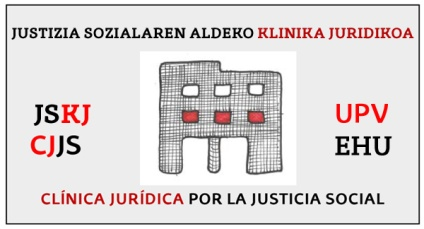 JUSTIZIA SOZIALAREN ALDEKO KLINIKA JURIDIKOA
JSKJ
CJJS
UPV
EHU
CLÍNICA JURÍDICA POR LA JUSTICIA SOCIAL